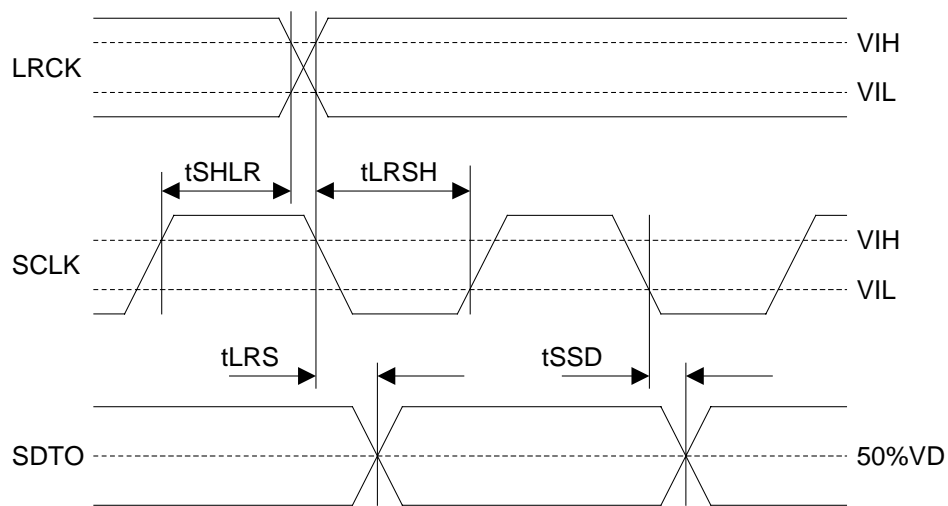 LRCK
VIH
VIL
tSHLR
tLRSH
SCLK
VIH
VIL
tLRS
tSSD
SDTO
50%VD